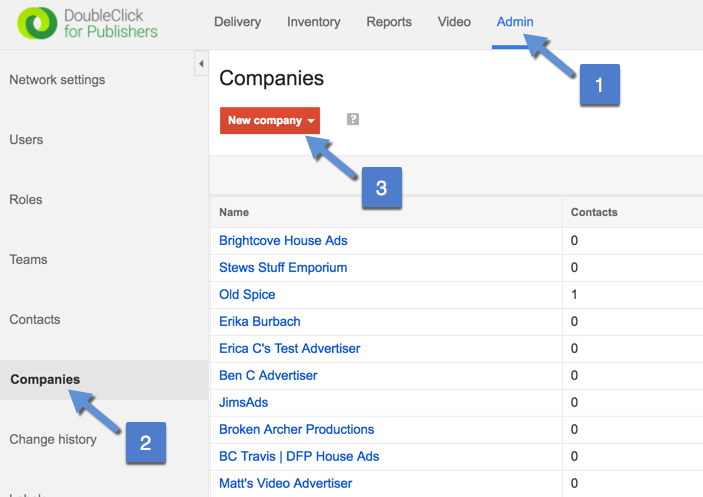 DoubleClick
for Publishers
Delivery Inventory Reports Video Admin
1
Network settings
Users
Roles
Teams
Contacts
Companies
Change history
2
Companies
New company
?
3
Name Contacts
Brightcove House Ads 0
Stews Stuff Emporium 0
Old Spice 1
Erika Burbach 0
Erica C's Test Advertiser 0
Ben C Advertiser 0
JimsAds 0
Broken Archer Productions 0
BC Travis | DFP House Ads 0
Matt's Video Advertiser 0